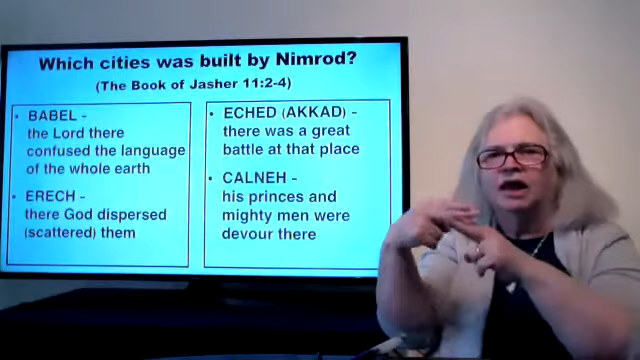 Which cities was built by Nimrod?
(The Book of Jasher 11:2-4)
• BABEL -
the Lord there
confused the language
of the whole earth
• ERECH -
there God dispersed
(scattered) them
• ECHED (AKKAD) -
there was a great
battle at that place
• CALNEH -
his princes and
mighty men were
devour there